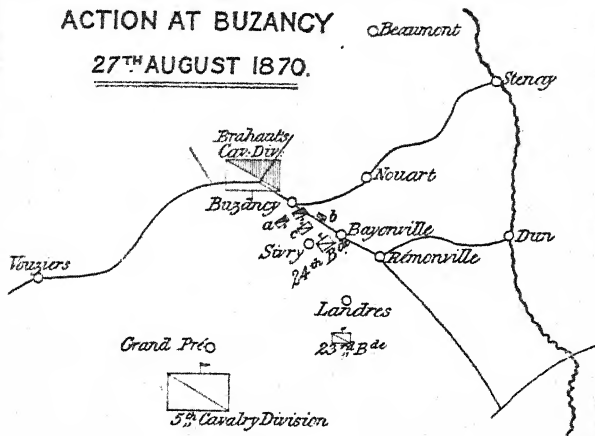 ACTION AT BUZANCY
27TH AUGUST 1870.
Beaumont
Stenay
Brahaut's
Cav. Div.
Nouart
Buzancy
a
c
b
Bayonville
Sivry
24th Bde
Rémonville
Dun
Vouziers
Landres
23rd Bde
Grand Pré
5th Cavalry Division